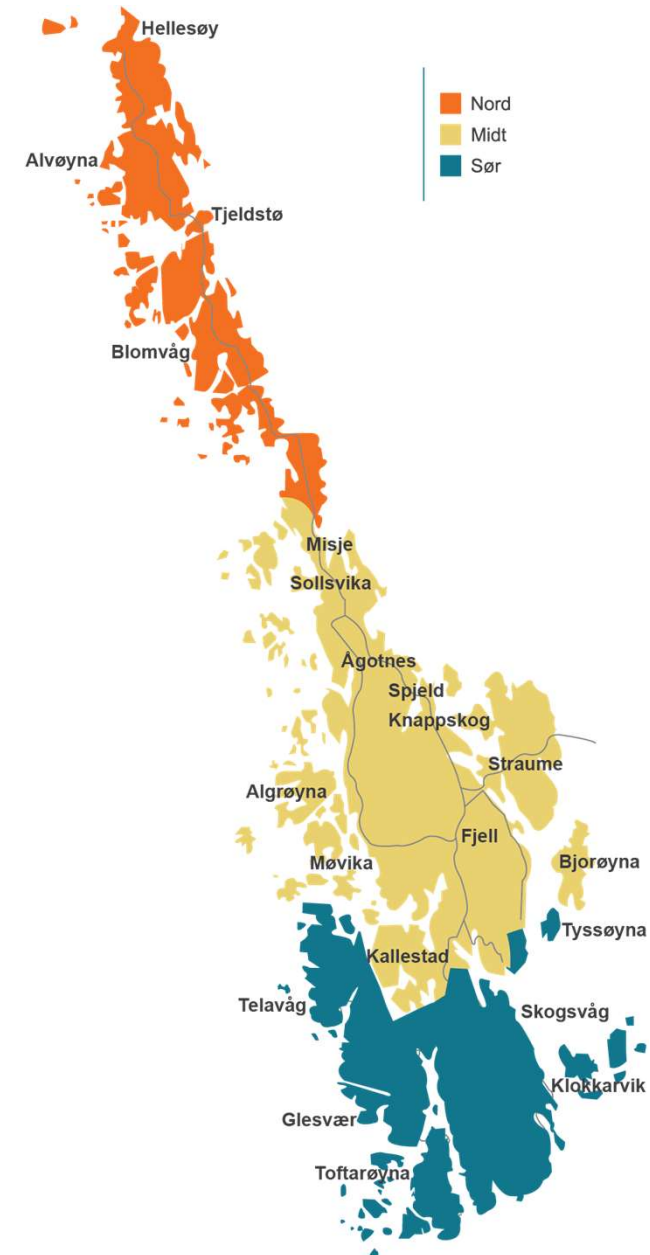 Hellesøy
Nord
Midt
Alvøyna
Sør
Tjeldstø
Blomvåg
Misje
Sollsvika
Ågotnes
Spjeld
Knappskog
Straume
Algrøyna
Fjell
Møvika
Bjorøyna
Tyssøyna
Kallestad
Telavåg
Skogsvåg
Klokkarvik
Glesvær
Toftarøyna